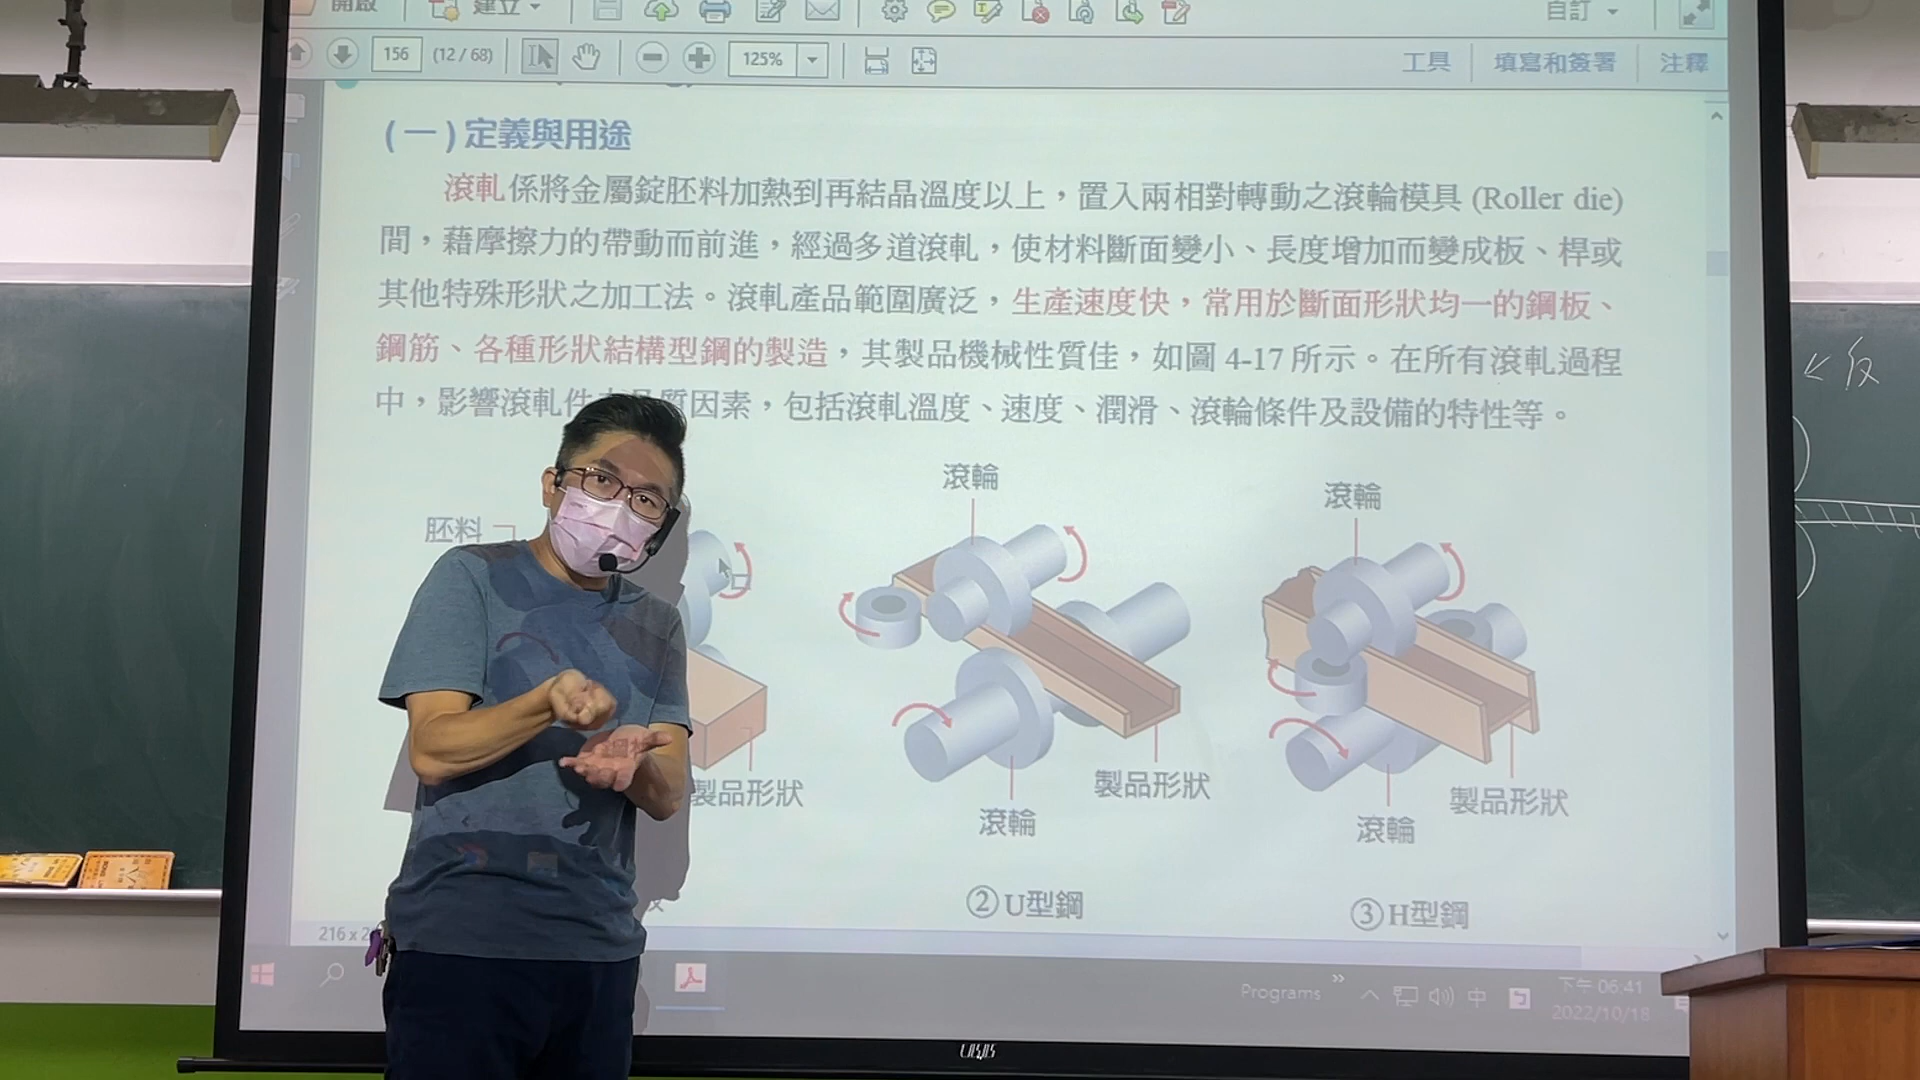 開啟
建立
自訂
156
(12 / 68)
125%
工具
填寫和簽署
注釋
(一)定義與用途
滾軋係將金屬錠胚料加熱到再結晶溫度以上,置入兩相對轉動之滾輪模具 (Roller die)
間,藉摩擦力的帶動而前進,經過多道滾軋,使材料斷面變小、長度增加而變成板、桿或
其他特殊形狀之加工法。滾軋產品範圍廣泛,生產速度快,常用於斷面形狀均一的鋼板、
鋼筋、各種形狀結構型鋼的製造,其製品機械性質佳,如圖 4-17 所示。在所有滾軋過程
中,影響滾軋件 因素,包括滾軋溫度、速度、潤滑、滾輪條件及設備的特性等。
胚料
製品形狀
滾輪
製品形狀
滾輪
②U型鋼
滾輪
製品形狀
滾輪
③H型鋼
216 x 2
Programs
中
下午 06:41
2022/10/18